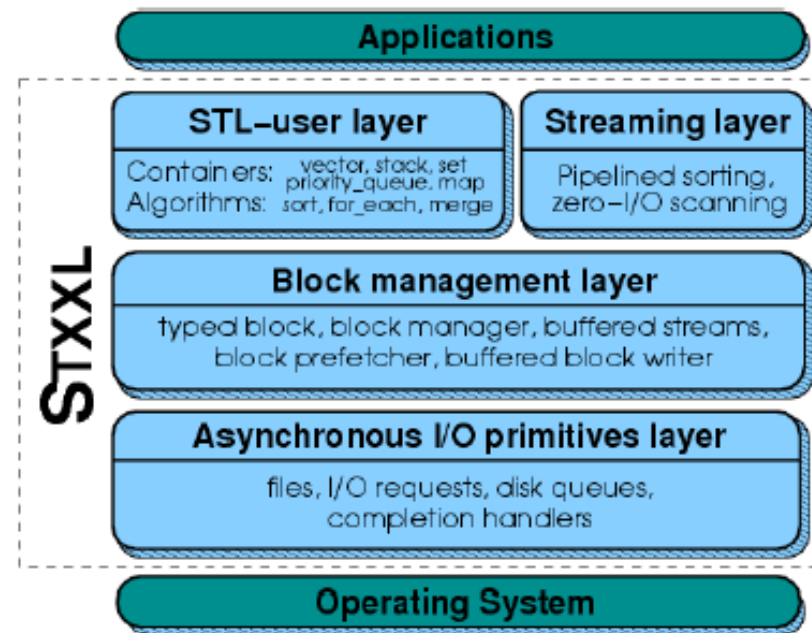 Applications
STL-user layer
Containers: vector, stack, set
priority_queue, map
Algorithms: sort, for_each, merge
Streaming layer
Pipelined sorting,
zero-I/O scanning
STXXL
Block management layer
typed block, block manager, buffered streams,
block prefetcher, buffered block writer
Asynchronous I/O primitives layer
files, I/O requests, disk queues,
completion handlers
Operating System